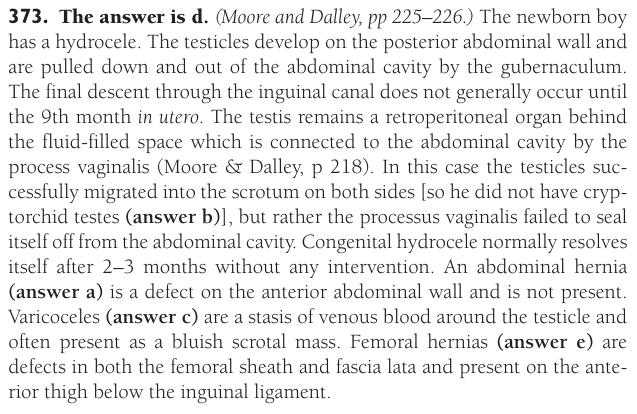 373. The answer is d. (Moore and Dalley, pp 225–226.) The newborn boy
has a hydrocele. The testicles develop on the posterior abdominal wall and
are pulled down and out of the abdominal cavity by the gubernaculum.
The final descent through the inguinal canal does not generally occur until
the 9th month in utero. The testis remains a retroperitoneal organ behind
the fluid-filled space which is connected to the abdominal cavity by the
process vaginalis (Moore & Dalley, p 218). In this case the testicles suc-
cessfully migrated into the scrotum on both sides [so he did not have cryp-
torchid testes (answer b)], but rather the processus vaginalis failed to seal
itself off from the abdominal cavity. Congenital hydrocele normally resolves
itself after 2–3 months without any intervention. An abdominal hernia
(answer a) is a defect on the anterior abdominal wall and is not present.
Varicoceles (answer c) are a stasis of venous blood around the testicle and
often present as a bluish scrotal mass. Femoral hernias (answer e) are
defects in both the femoral sheath and fascia lata and present on the ante-
rior thigh below the inguinal ligament.